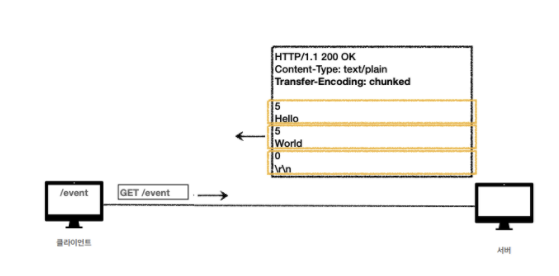 HTTP/1.1 200 OK
Content-Type: text/plain
Transfer-Encoding: chunked
5
Hello
5
World
0
\r\n
/event
GET /event
클라이언트
서버